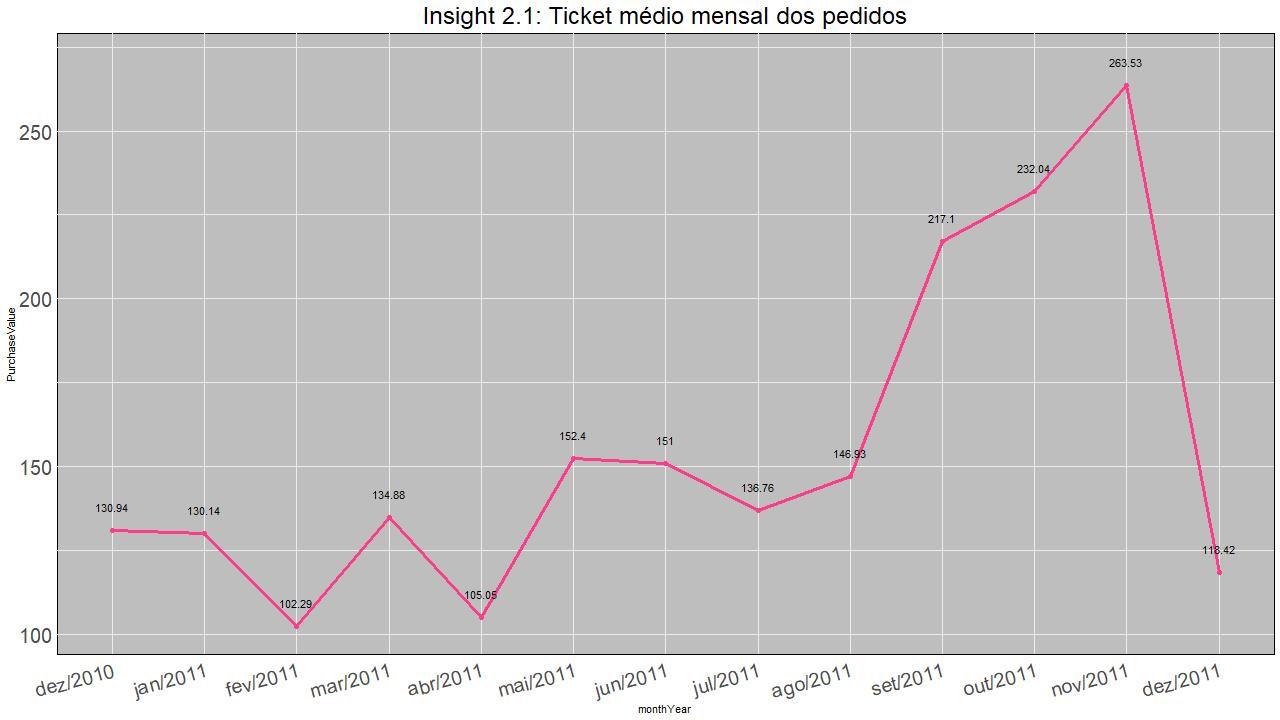 Insight 2.1: Ticket médio mensal dos pedidos
263.53
250
232.04
217.1
200
PurchaseValue
152.4
151
146.93
150
136.76
134.88
130.94
130.14
118.42
102.29
105.05
100
dez/2010
jan/2011
fev/2011
mar/2011
abr/2011
mai/2011
jun/2011
jul/2011
ago/2011
set/2011
out/2011
nov/2011
dez/2011
monthYear